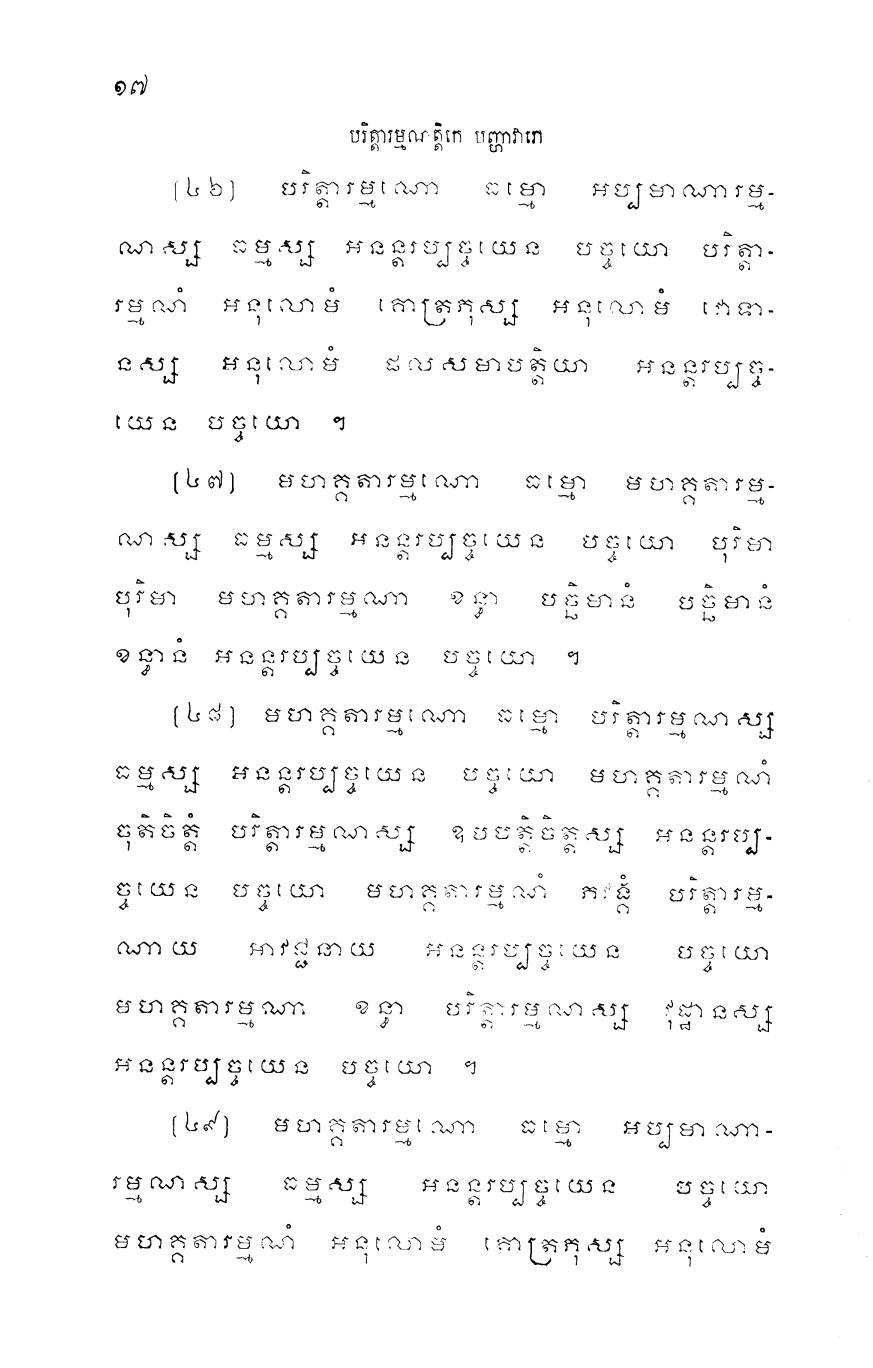 ១៧
បរិត្តារម្មណត្តិកេ បញ្ហាវារោ
[៤៦] បរិត្តារម្មណោ ធម្មោ អប្បមាណារម្ម-
ណស្ស ធម្មស្ស អនន្តរប្បច្ចយេន បច្ចយោ បរិត្តា-
រម្មណំ អនុលោមំ គោត្រភុស្ស អនុលោមំ វោទា-
នស្ស អនុលោមំ ផលសមាបត្តិយា អនន្តរប្បច្ច-
យេន បច្ចយោ ។
[៤៧] មហគ្គតារម្មណោ ធម្មោ មហគ្គតារម្ម-
ណស្ស ធម្មស្ស អនន្តរប្បច្ចយេន បច្ចយោ បុរិមា
បុរិមា មហគ្គតារម្មណា ខន្ធា បច្ឆិមានំ បច្ឆិមានំ
ខន្ធានំ អនន្តរប្បច្ចយេន បច្ចយោ ។
[៤៨] មហគ្គតារម្មណោ ធម្មោ បរិត្តារម្មណស្ស
ធម្មស្ស អនន្តរប្បច្ចយេន បច្ចយោ មហគ្គតារម្មណំ
ចុតិចិត្តំ បរិត្តារម្មណស្ស ឧបបត្តិចិត្តស្ស អនន្តរប្ប-
ច្ចយេន បច្ចយោ មហគ្គតារម្មណំ ភវង្គំ បរិត្តារម្ម-
ណាយ អាវជ្ជនាយ អនន្តរប្បច្ចយេន បច្ចយោ
មហគ្គតារម្មណា ខន្ធា បរិត្តារម្មណស្ស វុដ្ឋានស្ស
អនន្តរប្បច្ចយេន បច្ចយោ ។
[៤៩] មហគ្គតារម្មណោ ធម្មោ អប្បមាណា-
រម្មណស្ស ធម្មស្ស អនន្តរប្បច្ចយេន បច្ចយោ
មហគ្គតារម្មណំ អនុលោមំ គោត្រភុស្ស អនុលោមំ